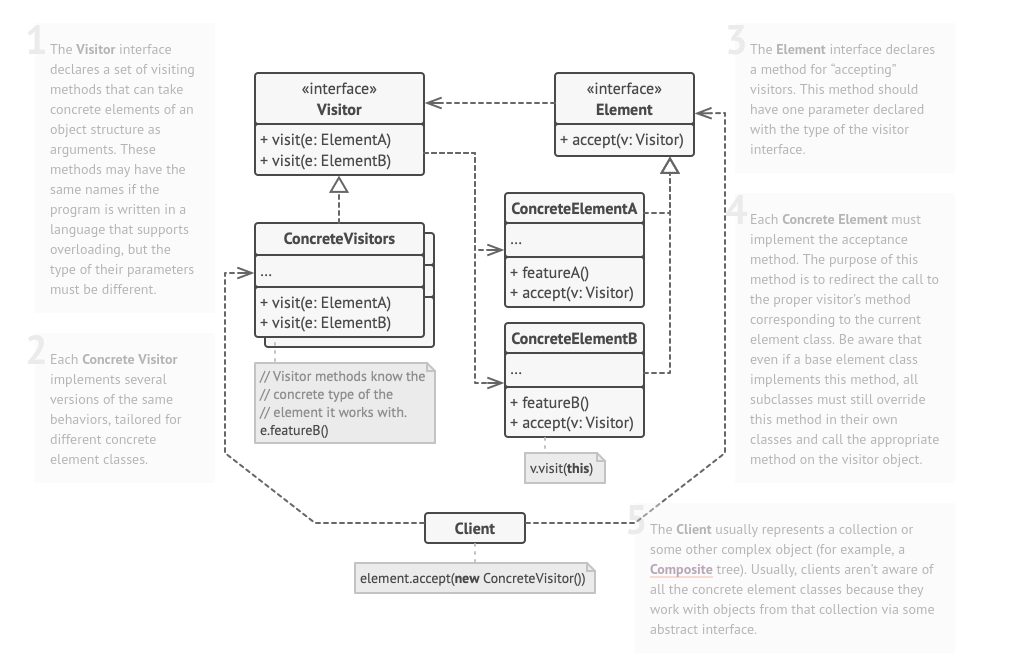 1
The Visitor interface
declares a set of visiting
methods that can take
concrete elements of an
object structure as
arguments. These
methods may have the
same names if the
program is written in a
language that supports
overloading, but the
type of their parameters
must be different.
2
Each Concrete Visitor
implements several
versions of the same
behaviors, tailored for
different concrete
element classes.
«interface»
Visitor
+ visit(e: ElementA)
+ visit(e: ElementB)
ConcreteVisitors
...
+ visit(e: ElementA)
+ visit(e: ElementB)
// Visitor methods know the
// concrete type of the
// element it works with.
e.featureB()
«interface»
Element
+ accept(v: Visitor)
ConcreteElementA
...
+ featureA()
+ accept(v: Visitor)
ConcreteElementB
...
+ featureB()
+ accept(v: Visitor)
v.visit(this)
Client
element.accept(new ConcreteVisitor())
3
The Element interface declares
a method for “accepting”
visitors. This method should
have one parameter declared
with the type of the visitor
interface.
4
Each Concrete Element must
implement the acceptance
method. The purpose of this
method is to redirect the call to
the proper visitor’s method
corresponding to the current
element class. Be aware that
even if a base element class
implements this method, all
subclasses must still override
this method in their own
classes and call the appropriate
method on the visitor object.
5
The Client usually represents a collection or
some other complex object (for example, a
Composite tree). Usually, clients aren’t aware of
all the concrete element classes because they
work with objects from that collection via some
abstract interface.